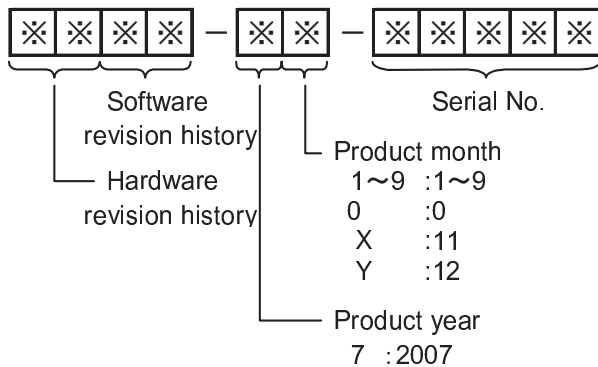 ※※※※-※※-※※※※※
Software
revision history
Serial No.
Hardware
revision history
Product month
1～9 :1～9
0 :0
X :11
Y :12
Product year
7 :2007